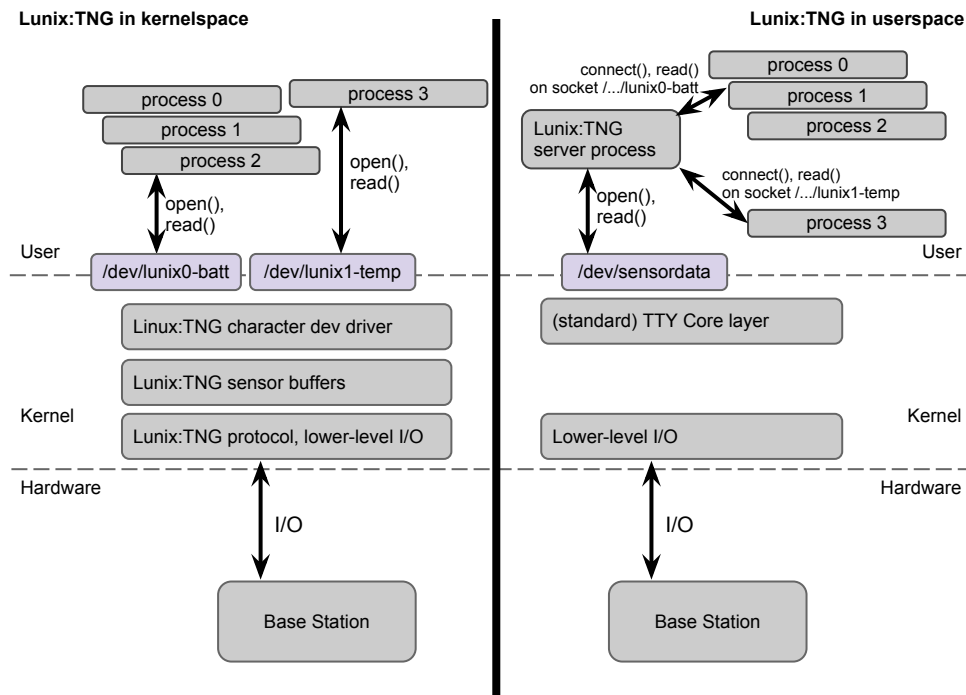 Lunix:TNG in kernelspace
process 0
process 1
process 2
process 3
open(),
read()
open(),
read()
User
/dev/lunix0-batt
/dev/lunix1-temp
Linux:TNG character dev driver
Lunix:TNG sensor buffers
Kernel
Lunix:TNG protocol, lower-level I/O
Hardware
I/O
Base Station
Lunix:TNG in userspace
connect(), read()
on socket /.../lunix0-batt
process 0
process 1
process 2
Lunix:TNG
server process
connect(), read()
on socket /.../lunix1-temp
open(),
read()
process 3
User
/dev/sensordata
(standard) TTY Core layer
Kernel
Lower-level I/O
Hardware
I/O
Base Station